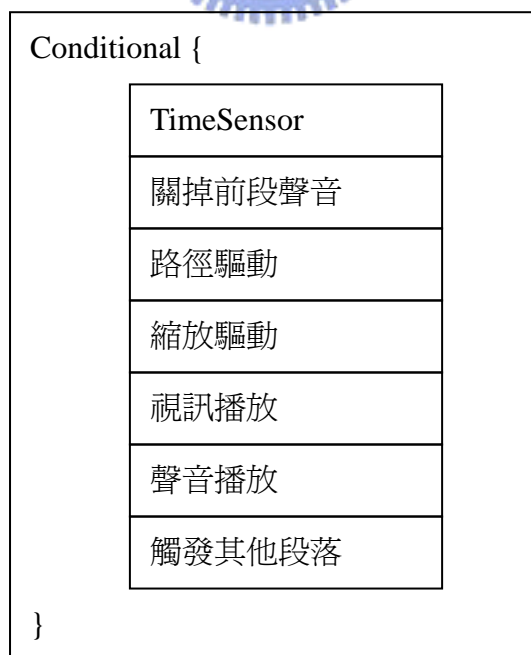 Conditional {
TimeSensor
關掉前段聲音
路徑驅動
縮放驅動
視訊播放
聲音播放
觸發其他段落
}